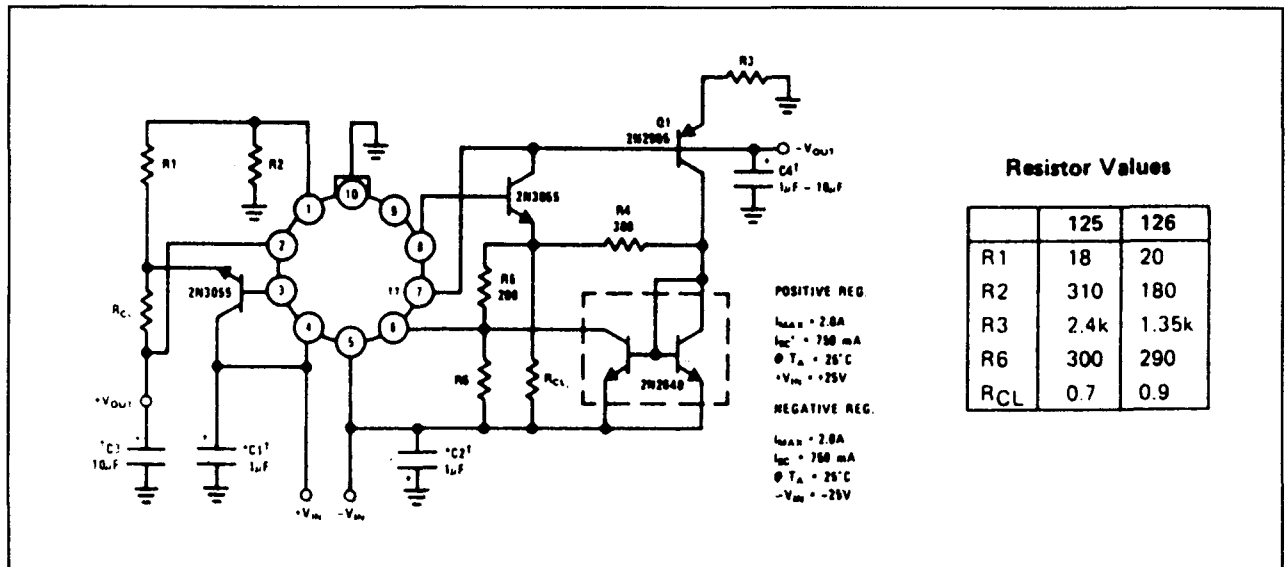 R3
Q1
2N2905
-VOUT
C4†
1µF - 10µF
R1
R2
10
1
9
2N3055
R4
300
2
8
RCL
2N3055
3
R5
200
7
4
5
6
R6
RCL
2N2640
+VOUT
*C3
10µF
*C1†
1µF
*C2†
1µF
+VIN
-VIN
POSITIVE REG.
IMAX = 2.0A
ISC* = 750 mA
@ TA = 25°C
+VIN = +25V
NEGATIVE REG.
IMAX = 2.0A
ISC = 750 mA
@ TA = 25°C
-VIN = -25V
Resistor Values
125 126
R1 18 20
R2 310 180
R3 2.4k 1.35k
R6 300 290
RCL 0.7 0.9